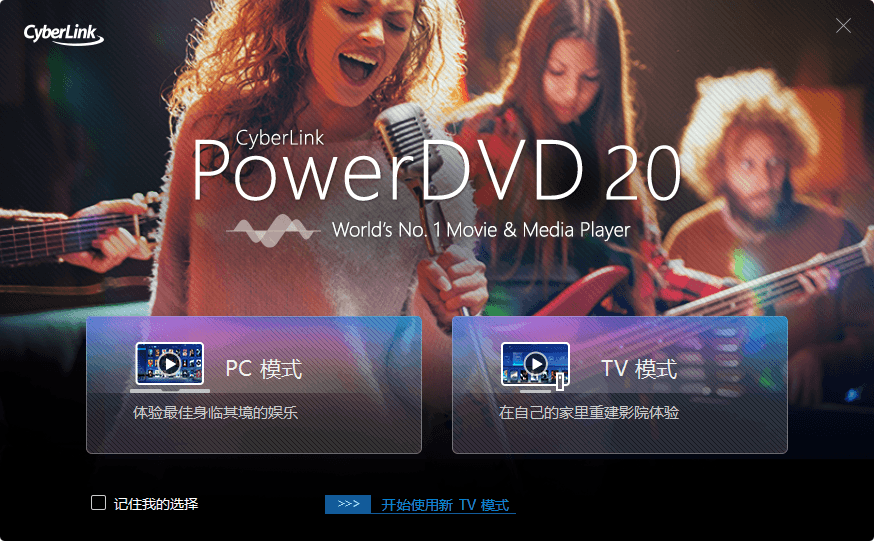 CyberLink
CyberLink
PowerDVD 20
World's No. 1 Movie & Media Player
PC 模式
体验最佳身临其境的娱乐
TV 模式
在自己的家里重建影院体验
记住我的选择
>>> 开始使用新 TV 模式